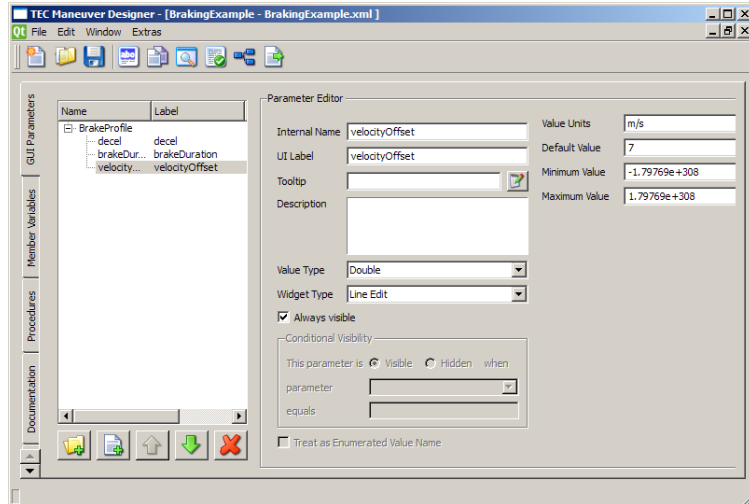 TEC Maneuver Designer - [BrakingExample - BrakingExample.xml ]
Qt File Edit Window Extras
abc
GUI Parameters
Member Variables
Procedures
Documentation
Name Label
BrakeProfile
decel decel
brakeDur... brakeDuration
velocity... velocityOffset
Parameter Editor
Internal Name velocityOffset
UI Label velocityOffset
Tooltip
Description
Value Type Double
Widget Type Line Edit
Always visible
Conditional Visibility
This parameter is Visible Hidden when
parameter
equals
Treat as Enumerated Value Name
Value Units m/s
Default Value 7
Minimum Value -1.79769e+308
Maximum Value 1.79769e+308